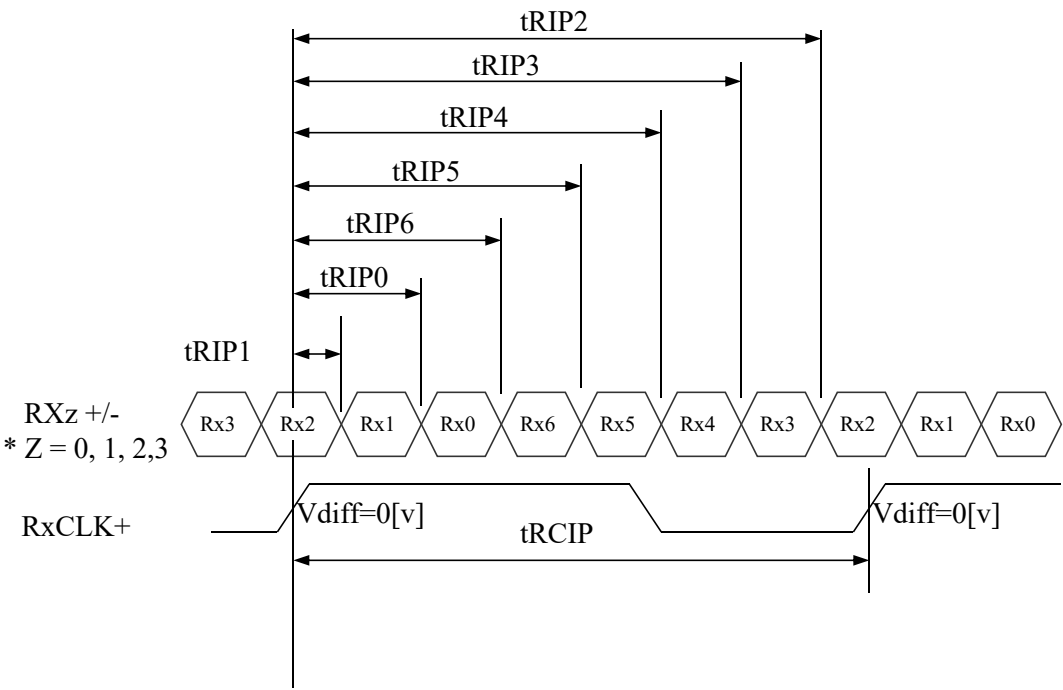 tRIP2
tRIP3
tRIP4
tRIP5
tRIP6
tRIP0
tRIP1
RXz +/-
* Z = 0, 1, 2,3
Rx3 Rx2 Rx1 Rx0 Rx6 Rx5 Rx4 Rx3 Rx2 Rx1 Rx0
RxCLK+
Vdiff=0[v] Vdiff=0[v]
tRCIP